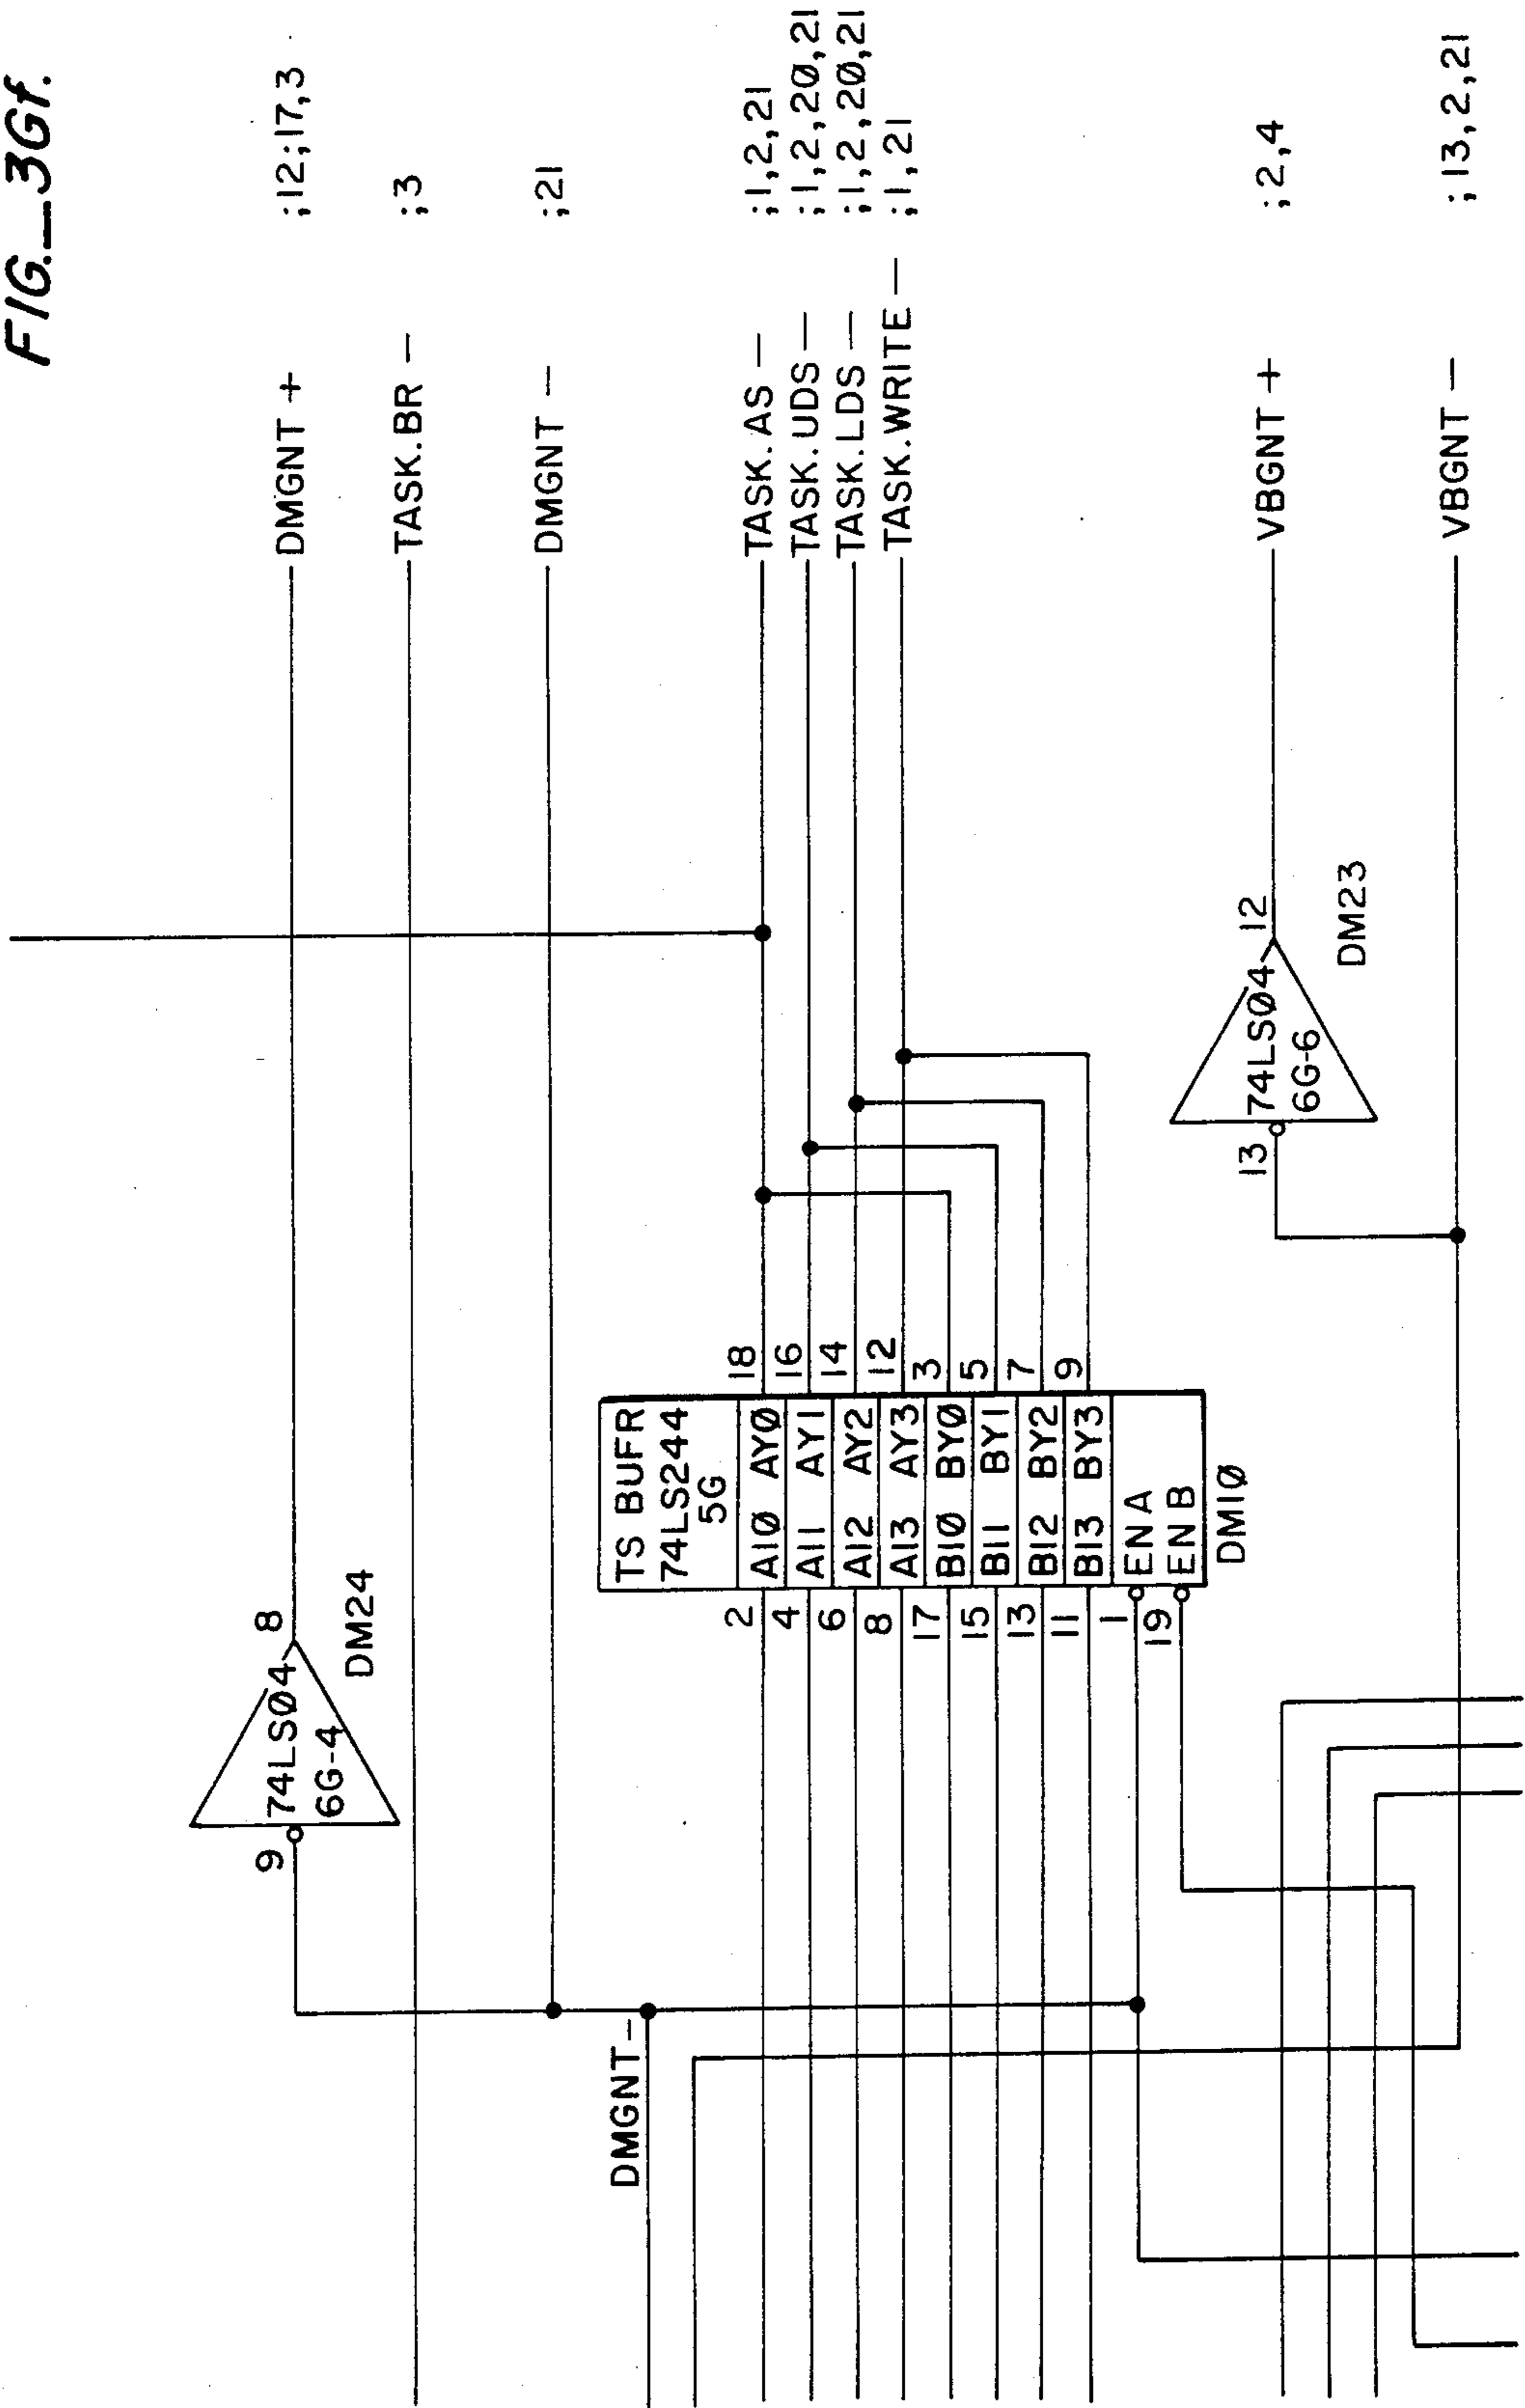 FIG._3Gf.
DMGNT + ;12;17,3
9 74LSØ4 8
6G-4
DM24
TASK.BR – ;3
DMGNT – ;21
DMGNT–
TS BUFR
74LS244
5G
2 AIØ AYØ 18 TASK.AS – ;1,2,21
4 AI1 AY1 16 TASK.UDS – ;1,2,2Ø,21
6 AI2 AY2 14 TASK.LDS – ;1,2,2Ø,21
8 AI3 AY3 12 TASK.WRITE – ;1,21
17 BIØ BYØ 3
15 BI1 BY1 5
13 BI2 BY2 7
11 BI3 BY3 9
1 EN A
19 EN B
DM1Ø
13 74LSØ4 12 VBGNT + ;2,4
6G-6
DM23
VBGNT – ;13,2,21